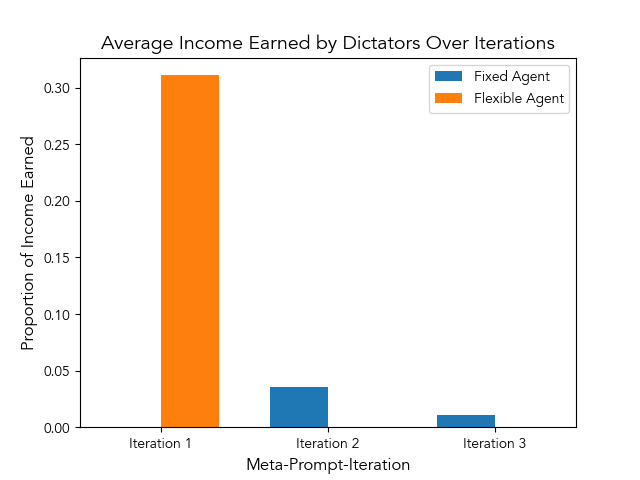 Average Income Earned by Dictators Over Iterations
Fixed Agent
Flexible Agent
Proportion of Income Earned
0.30
0.25
0.20
0.15
0.10
0.05
0.00
Iteration 1
Iteration 2
Iteration 3
Meta-Prompt-Iteration